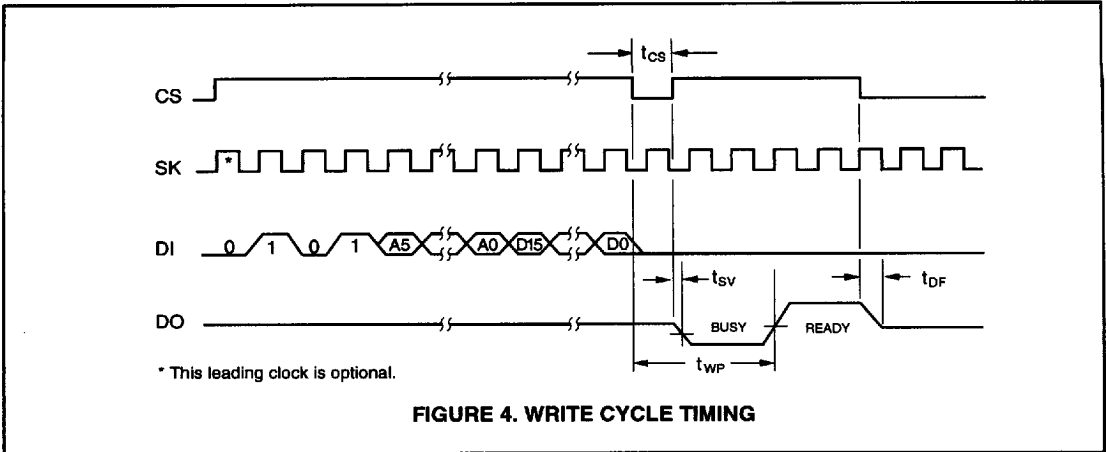 tCS
CS
SK *
DI 0 1 0 1 A5 A0 D15 D0
tSV tDF
DO BUSY READY
tWP
* This leading clock is optional.
FIGURE 4. WRITE CYCLE TIMING